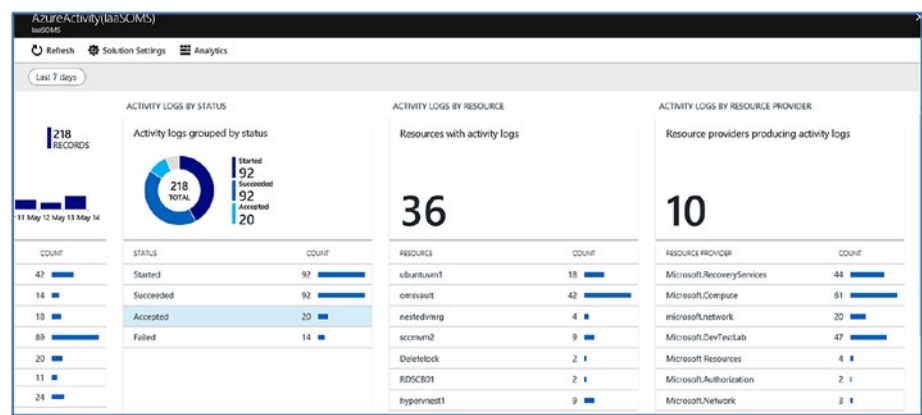 AzureActivity(IaaSOMS)
IaaSOMS
Refresh Solution Settings Analytics
Last 7 days
ACTIVITY LOGS BY STATUS ACTIVITY LOGS BY RESOURCE ACTIVITY LOGS BY RESOURCE PROVIDER
218
RECORDS
11 May 12 May 13 May 14
Activity logs grouped by status
218
TOTAL
Started
92
Succeeded
92
Accepted
20
Resources with activity logs
36
Resource providers producing activity logs
10
COUNT
42
14
18
89
20
11
24
STATUS COUNT
Started 92
Succeeded 92
Accepted 20
Failed 14
RESOURCE COUNT
ubuntuvm1 18
omsvault 42
nestedvmrg 4
sccmvm2 9
Deletelock 2
RDSCB01 2
hypervnest1 9
RESOURCE PROVIDER COUNT
Microsoft.RecoveryServices 44
Microsoft.Compute 61
microsoft.network 20
Microsoft.DevTestLab 47
Microsoft Resources 4
Microsoft.Authorization 2
Microsoft.Network 3